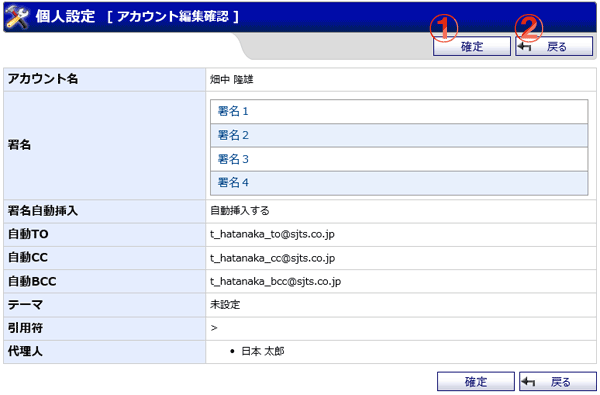 個人設定 [ アカウント編集確認 ]
① 確定 ② 戻る
アカウント名 畑中 隆雄
署名
署名１
署名２
署名３
署名４
署名自動挿入 自動挿入する
自動TO t_hatanaka_to@sjts.co.jp
自動CC t_hatanaka_cc@sjts.co.jp
自動BCC t_hatanaka_bcc@sjts.co.jp
テーマ 未設定
引用符 >
代理人 • 日本 太郎
確定 戻る